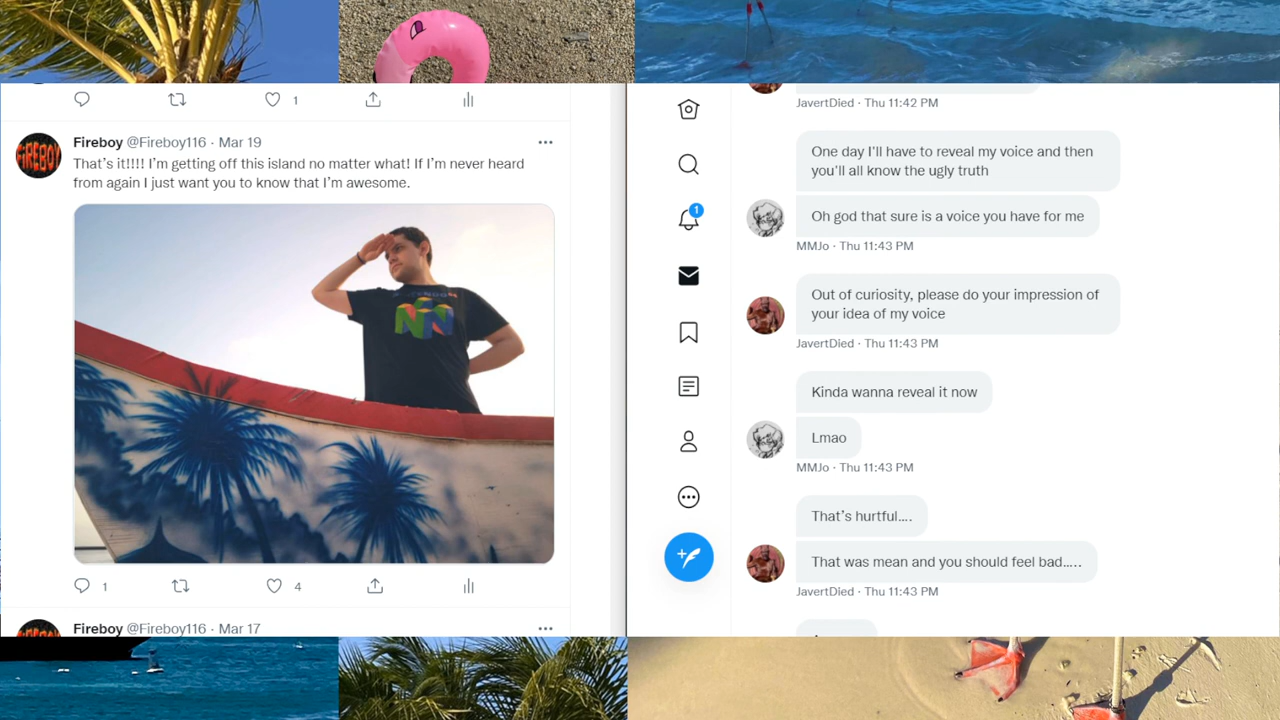 1
Fireboy @Fireboy116 · Mar 19
That's it!!!! I'm getting off this island no matter what! If I'm never heard
from again I just want you to know that I'm awesome.
1
4
Fireboy @Fireboy116 · Mar 17
1
JavertDied · Thu 11:42 PM
One day I'll have to reveal my voice and then
you'll all know the ugly truth
Oh god that sure is a voice you have for me
MMJo · Thu 11:43 PM
Out of curiosity, please do your impression of
your idea of my voice
JavertDied · Thu 11:43 PM
Kinda wanna reveal it now
Lmao
MMJo · Thu 11:43 PM
That's hurtful....
That was mean and you should feel bad.....
JavertDied · Thu 11:43 PM